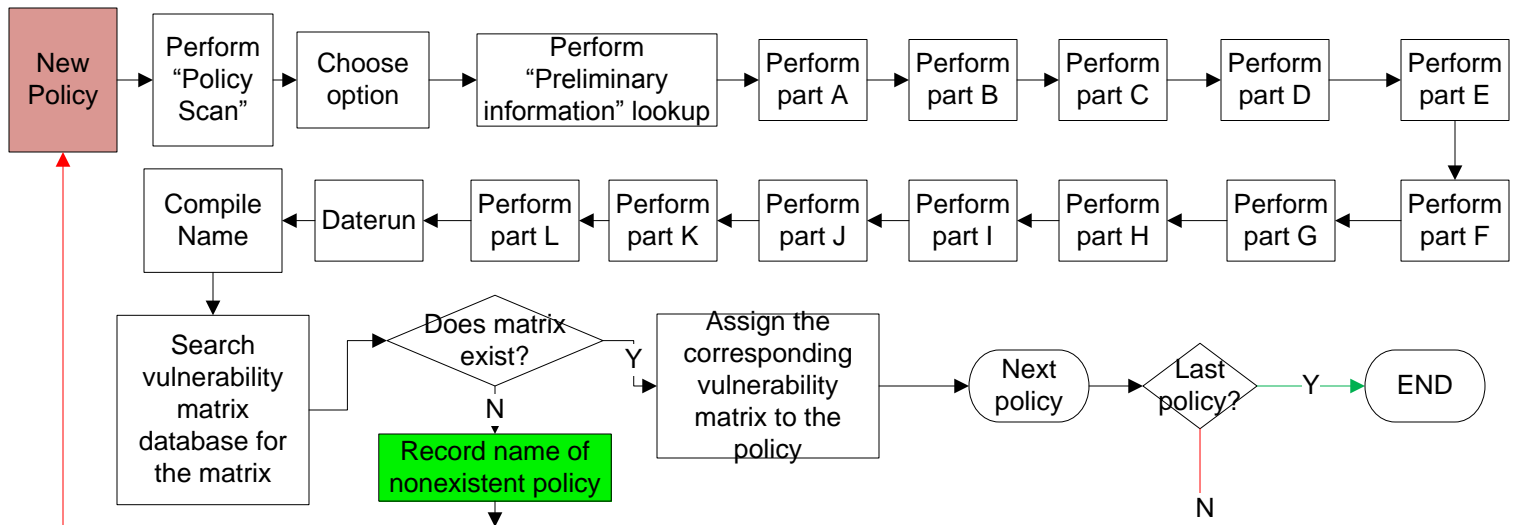 New
Policy
Perform
“Policy
Scan”
Choose
option
Perform
“Preliminary
information” lookup
Perform
part A
Perform
part B
Perform
part C
Perform
part D
Perform
part E
Compile
Name
Daterun
Perform
part L
Perform
part K
Perform
part J
Perform
part I
Perform
part H
Perform
part G
Perform
part F
Search
vulnerability
matrix
database for
the matrix
Does matrix
exist?
Y
N
Record name of
nonexistent policy
Assign the
corresponding
vulnerability
matrix to the
policy
Next
policy
Last
policy?
Y
N
END